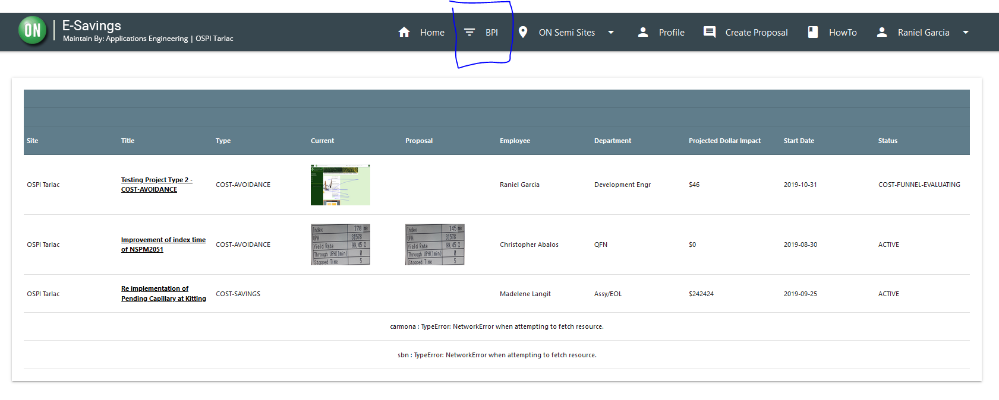 ON
E-Savings
Maintain By: Applications Engineering | OSPI Tarlac
Home BPI ON Semi Sites Profile Create Proposal HowTo Raniel Garcia
Site Title Type Current Proposal Employee Department Projected Dollar Impact Start Date Status
OSPI Tarlac Testing Project Type 2 - COST-AVOIDANCE Raniel Garcia Development Engr $46 2019-10-31 COST-FUNNEL-EVALUATING
COST-AVOIDANCE
Index 178 ms Index 145 ms
UPH 31578 UPH 31578
Yield Rate 99.45 % Yield Rate 99.45 %
Through UPH(1min) 0 Through UPH(1min) 0
Stopped Time 5 Stopped Time 5
OSPI Tarlac Improvement of index time COST-AVOIDANCE Christopher Abalos QFN $0 2019-08-30 ACTIVE
of NSPM2051
OSPI Tarlac Re implementation of COST-SAVINGS Madelene Langit Assy/EOL $242424 2019-09-25 ACTIVE
Pending Capillary at Kitting
carmona : TypeError: NetworkError when attempting to fetch resource.
sbn : TypeError: NetworkError when attempting to fetch resource.